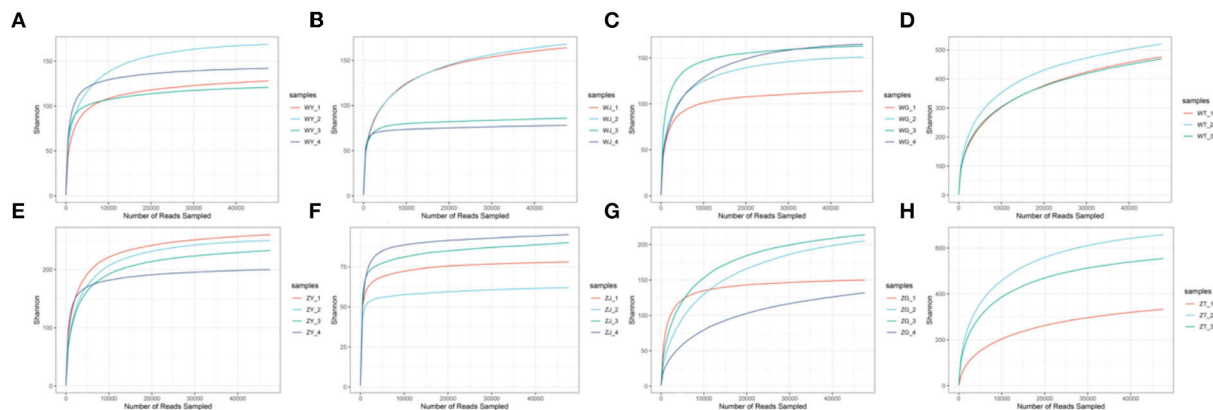 A
150
100
50
0
Shannon
0 10000 20000 30000 40000
Number of Reads Sampled
samples
WY_1
WY_2
WY_3
WY_4
B
150
100
50
0
Shannon
0 10000 20000 30000 40000
Number of Reads Sampled
samples
WJ_1
WJ_2
WJ_3
WJ_4
C
150
100
50
0
Shannon
0 10000 20000 30000 40000
Number of Reads Sampled
samples
WG_1
WG_2
WG_3
WG_4
D
500
400
300
200
100
0
Shannon
0 10000 20000 30000 40000
Number of Reads Sampled
samples
WT_1
WT_2
WT_3
E
200
100
0
Shannon
0 10000 20000 30000 40000
Number of Reads Sampled
samples
ZY_1
ZY_2
ZY_3
ZY_4
F
75
50
25
0
Shannon
0 10000 20000 30000 40000
Number of Reads Sampled
samples
ZJ_1
ZJ_2
ZJ_3
ZJ_4
G
200
150
100
50
0
Shannon
0 10000 20000 30000 40000
Number of Reads Sampled
samples
ZG_1
ZG_2
ZG_3
ZG_4
H
600
400
200
0
Shannon
0 10000 20000 30000 40000
Number of Reads Sampled
samples
ZT_1
ZT_2
ZT_3